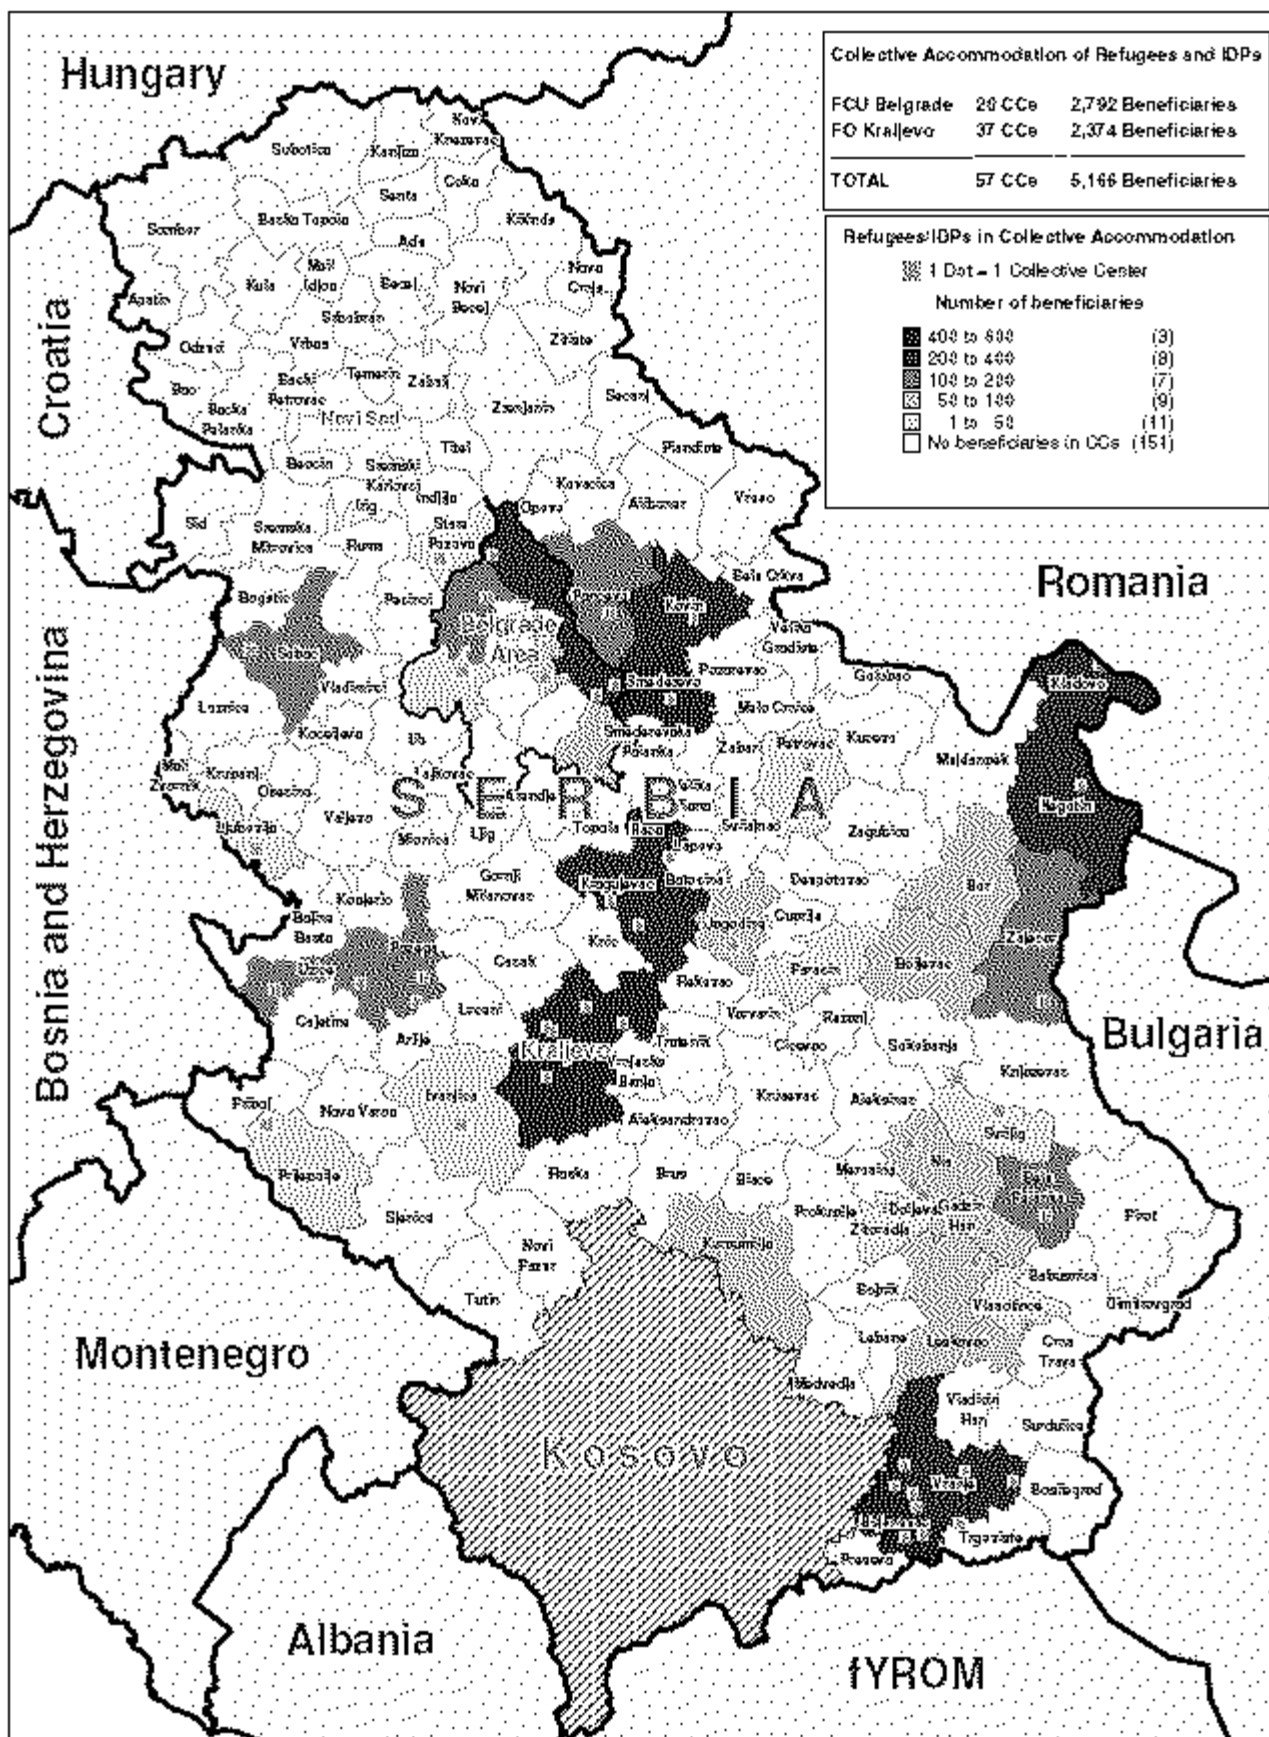 Collective Accommodation of Refugees and IDPs
FCU Belgrade 20 CCs 2,792 Beneficiaries
FO Kraljevo 37 CCs 2,374 Beneficiaries
TOTAL 57 CCs 5,166 Beneficiaries
Refugees/IDPs in Collective Accommodation
1 Dot = 1 Collective Center
Number of beneficiaries
400 to 600 (3)
200 to 400 (8)
100 to 200 (7)
50 to 100 (9)
1 to 50 (11)
No beneficiaries in CCs (151)
Hungary
Croatia
Romania
Bosnia and Herzegovina
Bulgaria
Montenegro
Albania
fYROM
SERBIA
Kosovo
Novi
Knezevac
Subotica
Kanjiza
Coka
Senta
Backa Topola
Sombor
Ada
Kikinda
Mali
Idjos
Nova
Crnja
Kula
Becej
Novi
Becej
Apatin
Srbobran
Vrbas
Zitiste
Odzaci
Temerin
Zabalj
Bac
Backi
Petrovac
Zrenjanin
Secanj
Backa
Palanka
Novi Sad
Titel
Plandiste
Beocin
Sremski
Karlovci
Kovacica
Alibunar
Vrsac
Indjija
Opovo
Irig
Sid
Sremska
Mitrovica
Ruma
Stara
Pazova
Bela Crkva
Bogatic
Pecinci
Pancevo
Kovin
Belgrade
Area
Sabac
Veliko
Gradiste
Pozarevac
Golubac
Vladimirci
Smederevo
Kladovo
Loznica
Malo Crnice
Koceljeva
Ub
Smederevska
Palanka
Zabari
Petrovac
Kucevo
Majdanpek
Mali
Zvornik
Krupanj
Lajkovac
Negotin
Osecina
Valjevo
Ljubovija
Mionica
Ljig
Topola
Raca
Svilajnac
Zagubica
Lapovo
Gornji
Milanovac
Kragujevac
Batocina
Despotovac
Bor
Kosjeric
Bajina
Basta
Jagodina
Cuprija
Pozega
Knic
Zajecar
Uzice
Cacak
Paracin
Boljevac
Rekovac
Cajetina
Lucani
Varvarin
Razanj
Arilje
Kraljevo
Trstenik
Cicevac
Sokobanja
Vrnjacka
Banja
Knjazevac
Priboj
Nova Varos
Ivanjica
Krusevac
Aleksinac
Aleksandrovac
Svrljig
Prijepolje
Raska
Brus
Blace
Merosina
Nis
Bela
Palanka
Sjenica
Prokuplje
Doljevac
Gadzin
Han
Zitoradja
Pirot
Kursumlija
Novi
Pazar
Babusnica
Tutin
Bojnik
Vlasotince
Dimitrovgrad
Lebane
Leskovac
Crna
Trava
Medvedja
Vladicin
Han
Surdulica
Vranje
Bosilegrad
Trgoviste
Presevo